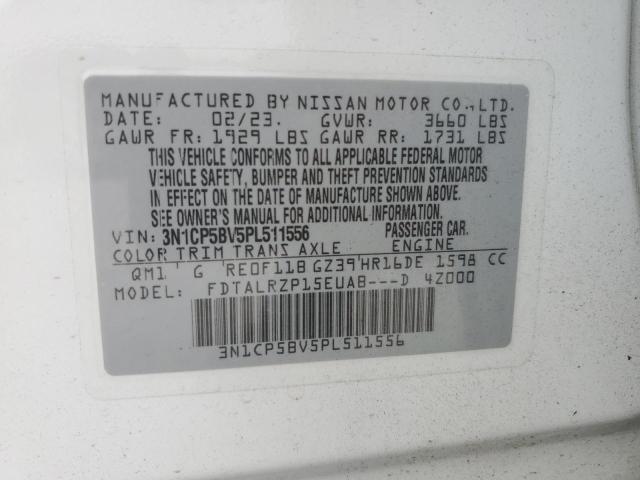 MANUFACTURED BY NISSAN MOTOR CO.,LTD.
DATE: 02/23. GVWR: 3660 LBS
GAWR FR: 1929 LBS GAWR RR: 1731 LBS
THIS VEHICLE CONFORMS TO ALL APPLICABLE FEDERAL MOTOR
VEHICLE SAFETY, BUMPER AND THEFT PREVENTION STANDARDS
IN EFFECT ON THE DATE OF MANUFACTURE SHOWN ABOVE.
SEE OWNER'S MANUAL FOR ADDITIONAL INFORMATION.
VIN: 3N1CP5BV5PL511556 PASSENGER CAR.
COLOR TRIM TRANS AXLE ENGINE
QM1 G RE0F11B GZ39 HR16DE 1598 CC
MODEL: FDTALRZP15EUAB---D 4Z000
3N1CP5BV5PL511556